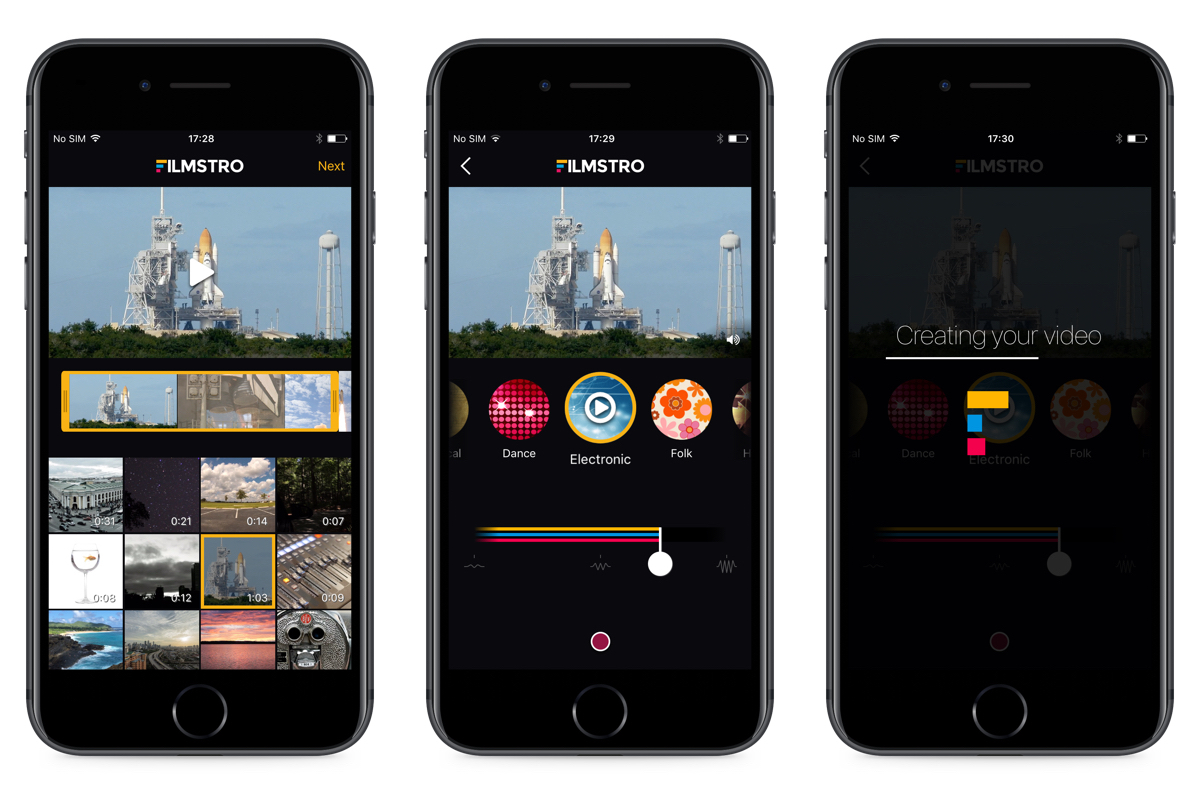 No SIM 17:28
FILMSTRO Next
0:31 0:21 0:14 0:07
0:08 0:12 1:03 0:09
No SIM 17:29
FILMSTRO
cal Dance Electronic Folk H
No SIM 17:30
FILMSTRO
Creating your video
al Dance Electronic Folk H